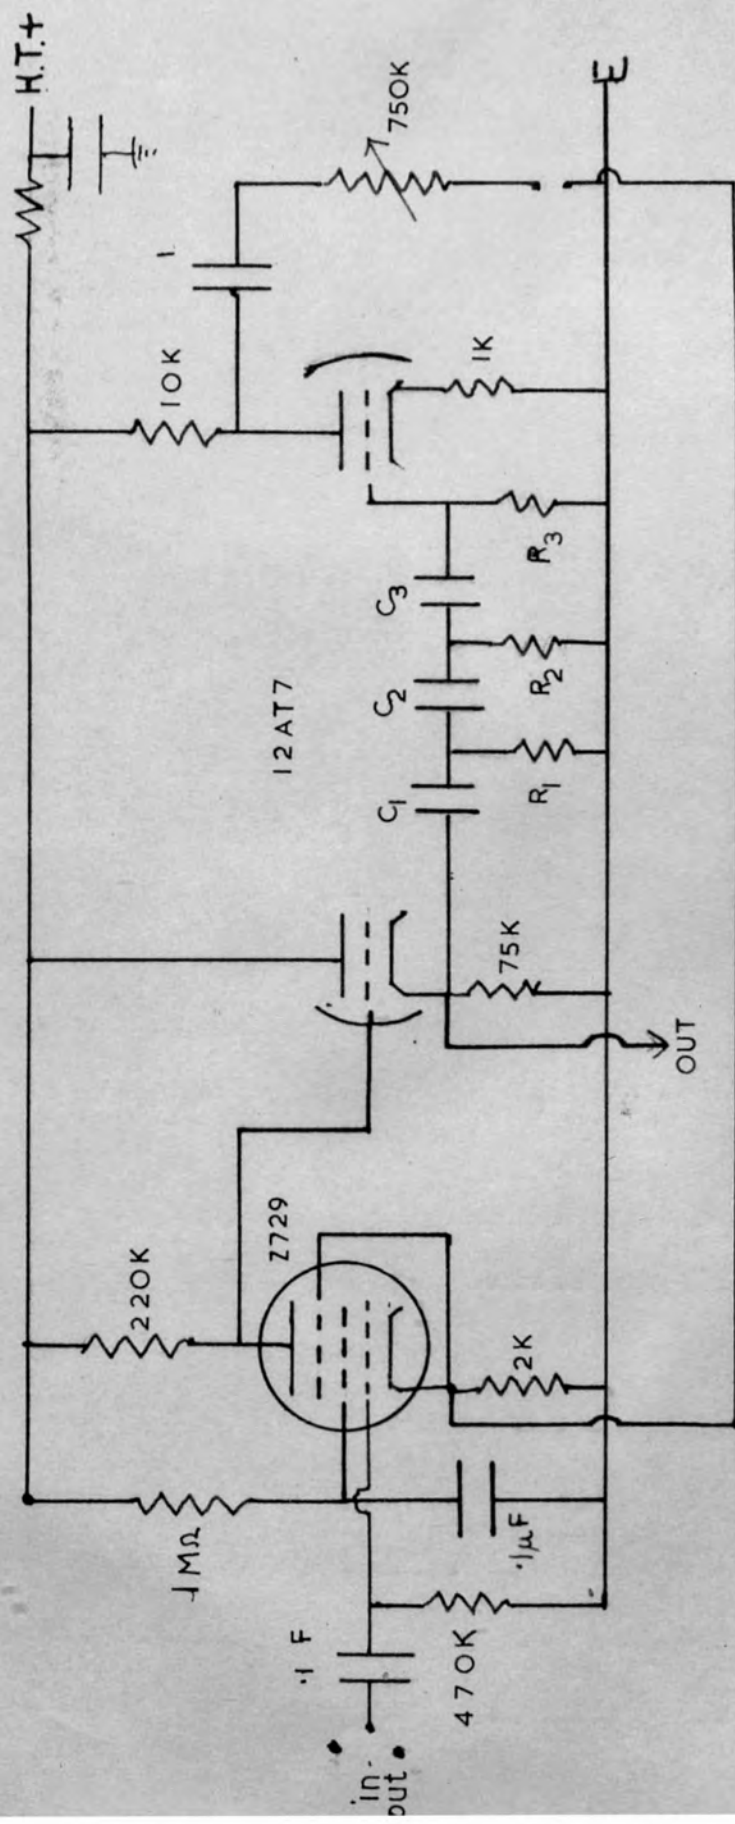 H.T.+
1
750K
10K
1K
E
12AT7
C3
R3
C2
R2
C1
R1
75K
OUT
220K
Z729
2K
1MΩ
.1µF
.1 F
470K
in-
out